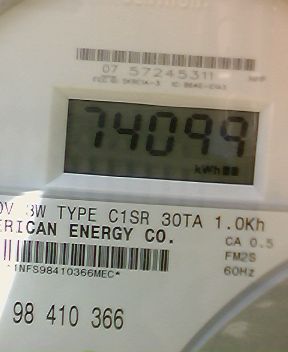 07 57245311
74099
kWh
0V 3W TYPE C1SR 30TA 1.0Kh
ERICAN ENERGY CO.
CA 0.5
FM2S
60Hz
INFS98410366MEC*
98 410 366